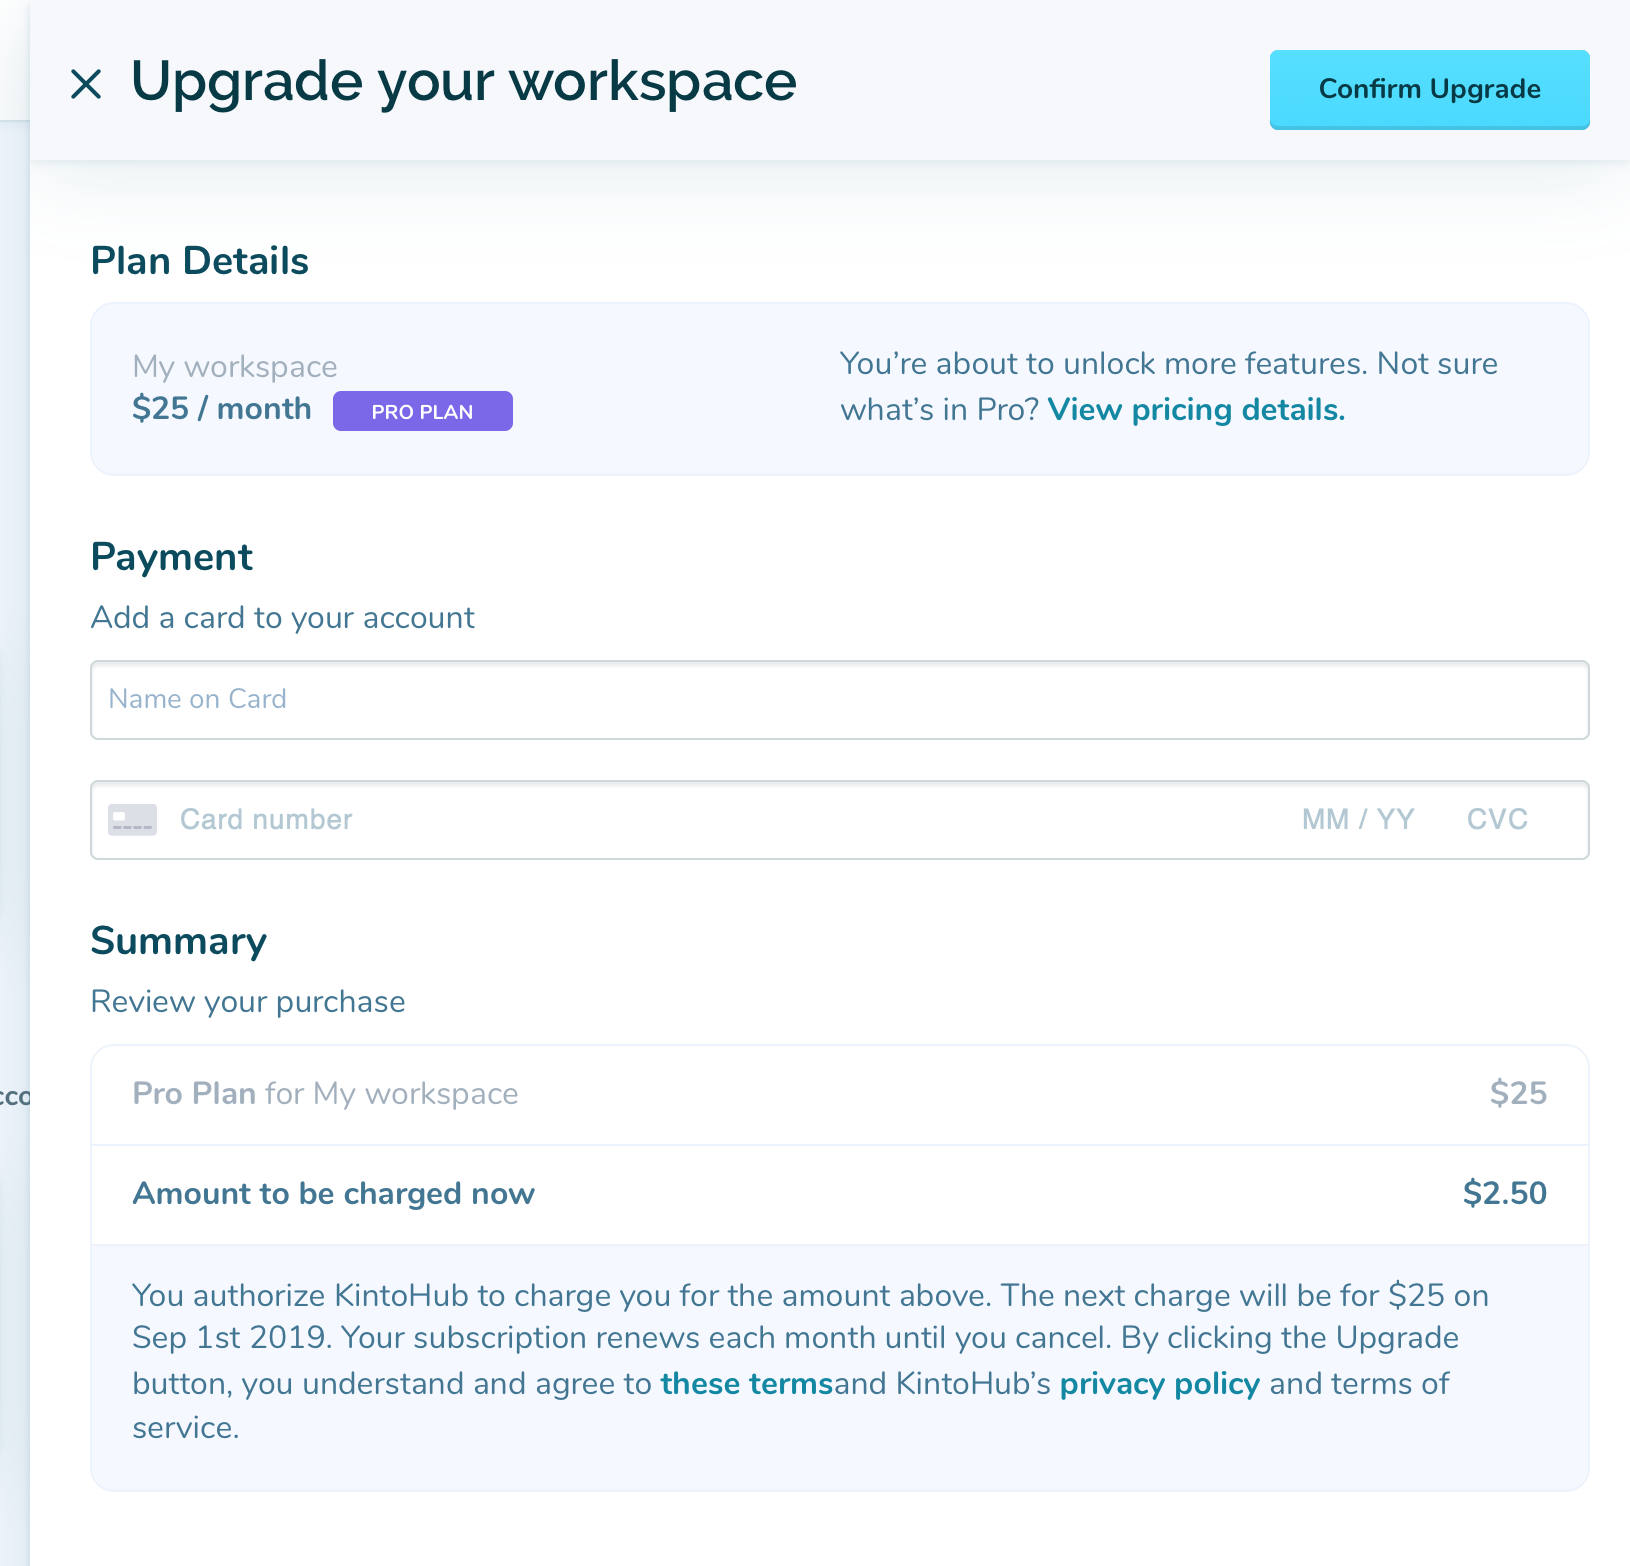 Upgrade your workspace
Confirm Upgrade
Plan Details
My workspace
$25 / month PRO PLAN
You’re about to unlock more features. Not sure
what’s in Pro? View pricing details.
Payment
Add a card to your account
Name on Card
Card number MM / YY CVC
Summary
Review your purchase
Pro Plan for My workspace $25
Amount to be charged now $2.50
You authorize KintoHub to charge you for the amount above. The next charge will be for $25 on
Sep 1st 2019. Your subscription renews each month until you cancel. By clicking the Upgrade
button, you understand and agree to these termsand KintoHub’s privacy policy and terms of
service.